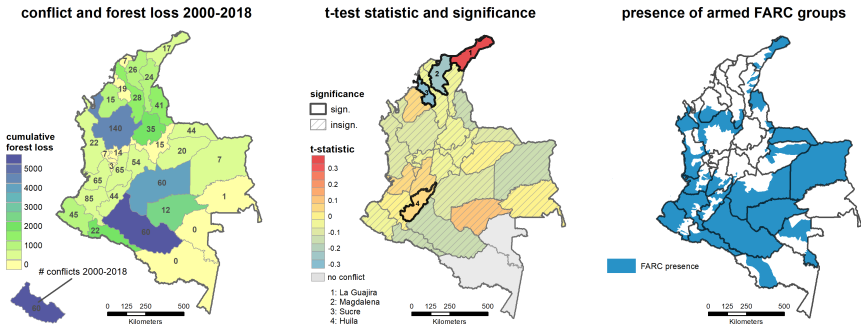 conflict and forest loss 2000-2018
17
7
26
24
19
15
28
41
140
35
44
22
15
20
7
7
14
3
65
54
65
60
1
85
44
12
45
22
0
0
cumulative
forest loss
5000
4000
3000
2000
1000
0
# conflicts 2000-2018
0 125 250 500
Kilometers
t-test statistic and significance
1
2
4
significance
sign.
insign.
t-statistic
0.3
0.2
0.1
0
-0.1
-0.2
-0.3
no conflict
1: La Guajira
2: Magdalena
3: Sucre
4: Huila
0 125 250 500
Kilometers
presence of armed FARC groups
FARC presence
0 125 250 500
Kilometers